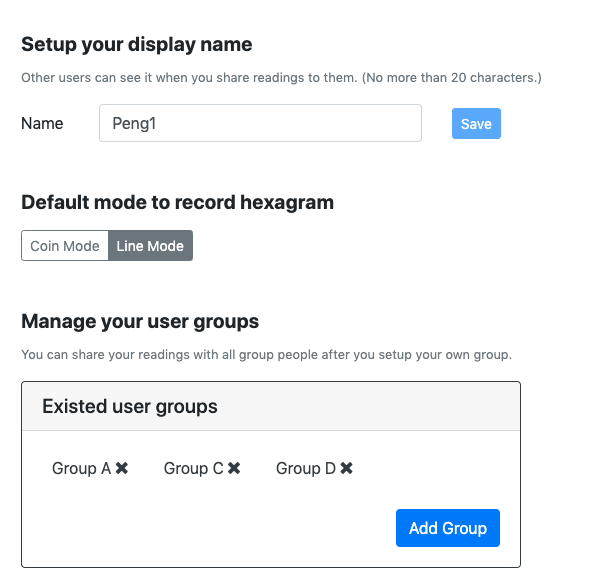 Setup your display name
Other users can see it when you share readings to them. (No more than 20 characters.)
Name Peng1 Save
Default mode to record hexagram
Coin Mode Line Mode
Manage your user groups
You can share your readings with all group people after you setup your own group.
Existed user groups
Group A ✖ Group C ✖ Group D ✖
Add Group